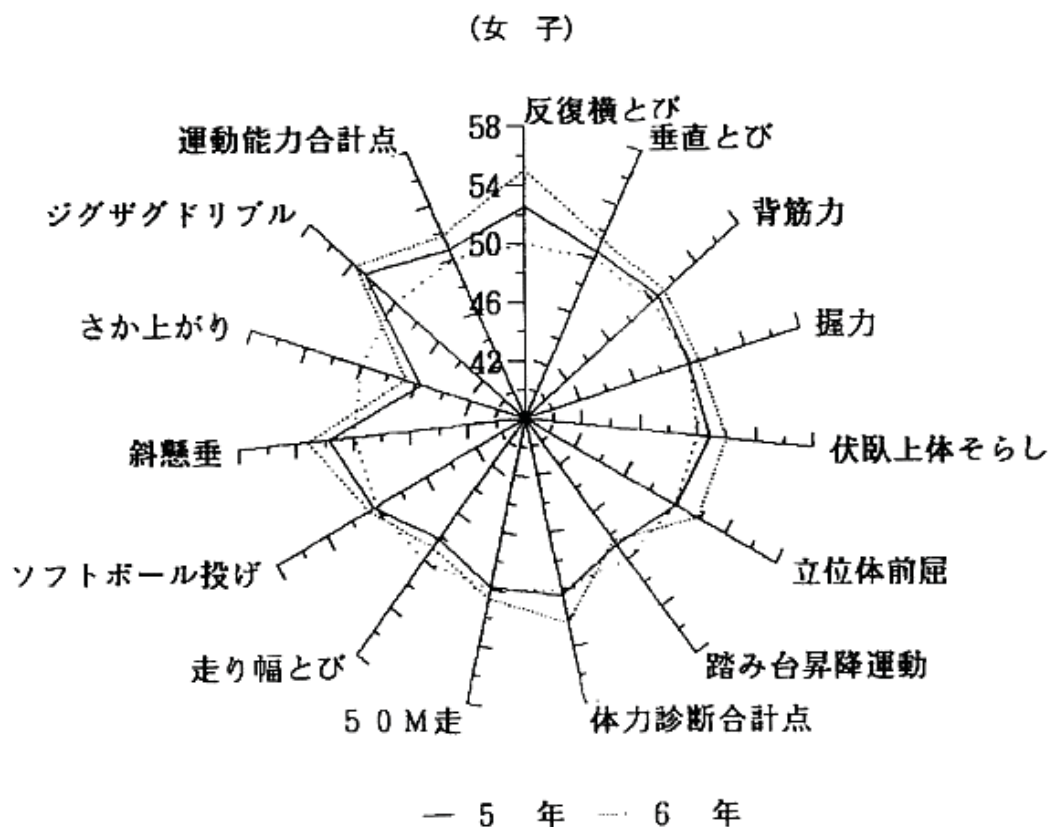 (女 子)
反復横とび
垂直とび
背筋力
握力
伏臥上体そらし
立位体前屈
踏み台昇降運動
体力診断合計点
50M走
走り幅とび
ソフトボール投げ
斜懸垂
さか上がり
ジグザグドリブル
運動能力合計点
58
54
50
46
42
— 5 年 ···· 6 年